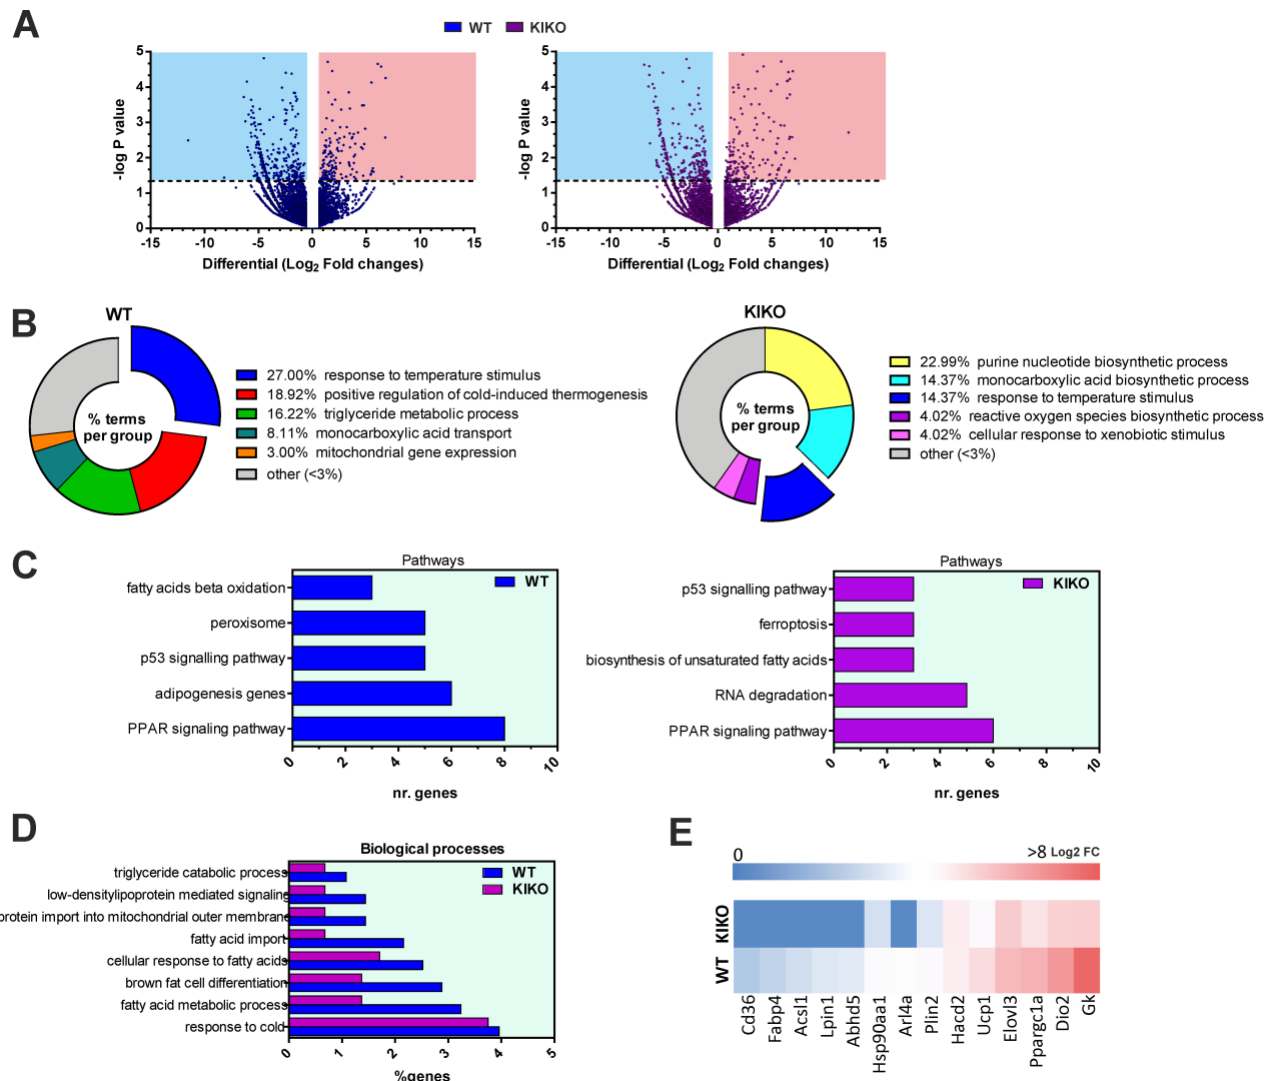 A
WT KIKO
5
4
3
2
1
0
-log P value
-15 -10 -5 0 5 10 15
Differential (Log2 Fold changes)
5
4
3
2
1
0
-log P value
-15 -10 -5 0 5 10 15
Differential (Log2 Fold changes)
B
WT
% terms
per group
27.00% response to temperature stimulus
18.92% positive regulation of cold-induced thermogenesis
16.22% triglyceride metabolic process
8.11% monocarboxylic acid transport
3.00% mitochondrial gene expression
other (<3%)
KIKO
% terms
per group
22.99% purine nucleotide biosynthetic process
14.37% monocarboxylic acid biosynthetic process
14.37% response to temperature stimulus
4.02% reactive oxygen species biosynthetic process
4.02% cellular response to xenobiotic stimulus
other (<3%)
C
Pathways
WT
fatty acids beta oxidation
peroxisome
p53 signalling pathway
adipogenesis genes
PPAR signaling pathway
0 2 4 6 8 10
nr. genes
Pathways
KIKO
p53 signalling pathway
ferroptosis
biosynthesis of unsaturated fatty acids
RNA degradation
PPAR signaling pathway
0 2 4 6 8 10
nr. genes
D
Biological processes
WT
KIKO
triglyceride catabolic process
low-densitylipoprotein mediated signaling
protein import into mitochondrial outer membrane
fatty acid import
cellular response to fatty acids
brown fat cell differentiation
fatty acid metabolic process
response to cold
0 1 2 3 4 5
%genes
E
0 >8 Log2 FC
KIKO
WT
Cd36 Fabp4 Acsl1 Lpin1 Abhd5 Hsp90aa1 Arl4a Plin2 Hacd2 Ucp1 Elovl3 Ppargc1a Dio2 Gk